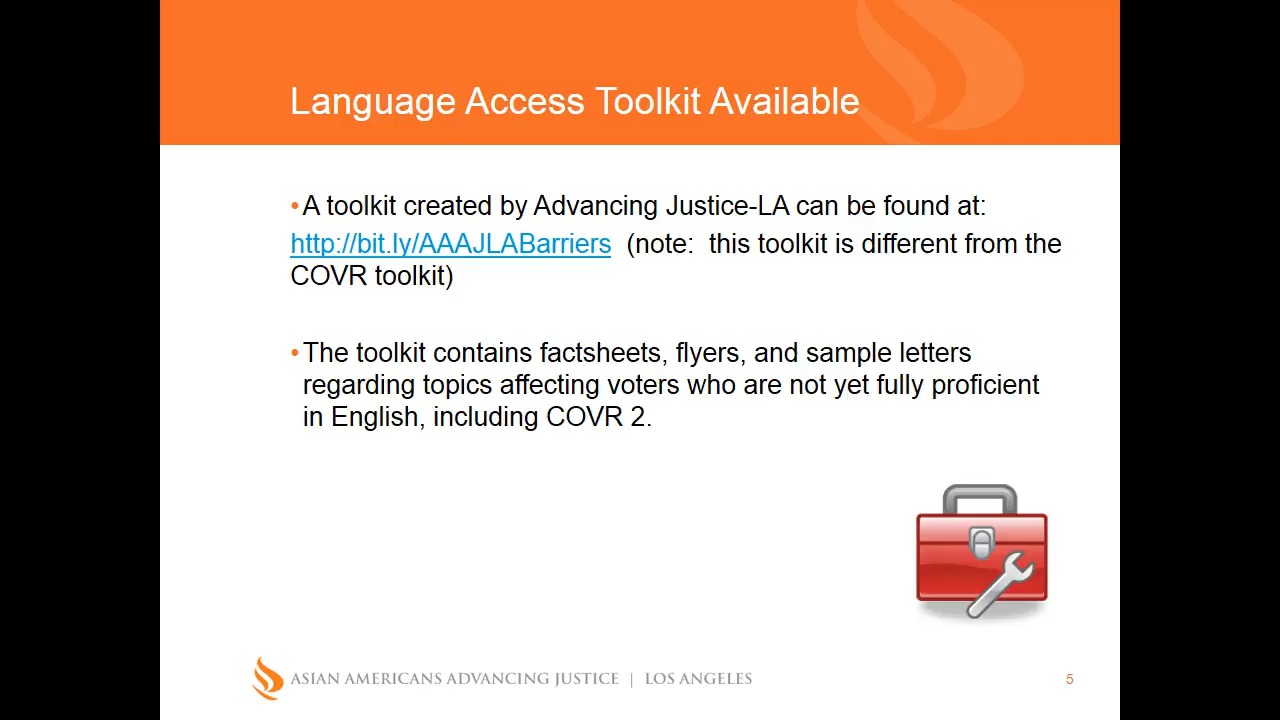 Language Access Toolkit Available
•A toolkit created by Advancing Justice-LA can be found at:
http://bit.ly/AAAJLABarriers  (note:  this toolkit is different from the
COVR toolkit)
•The toolkit contains factsheets, flyers, and sample letters
regarding topics affecting voters who are not yet fully proficient
in English, including COVR 2.
ASIAN AMERICANS ADVANCING JUSTICE | LOS ANGELES
5